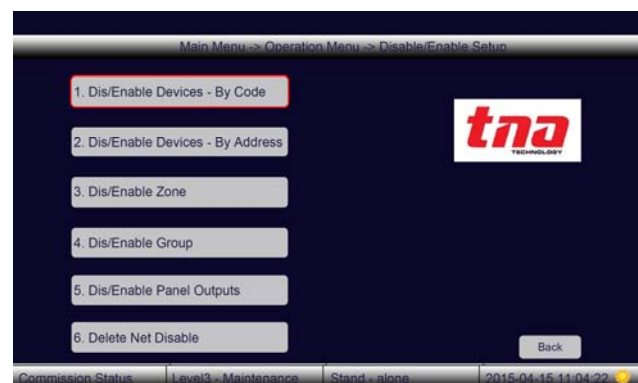 Main Menu -> Operation Menu -> Disable/Enable Setup
1. Dis/Enable Devices - By Code
2. Dis/Enable Devices - By Address
tna
TECHNOLOGY
3. Dis/Enable Zone
4. Dis/Enable Group
5. Dis/Enable Panel Outputs
6. Delete Net Disable
Back
Commission Status Level3 - Maintenance Stand - alone 2015-04-15 11:04:22